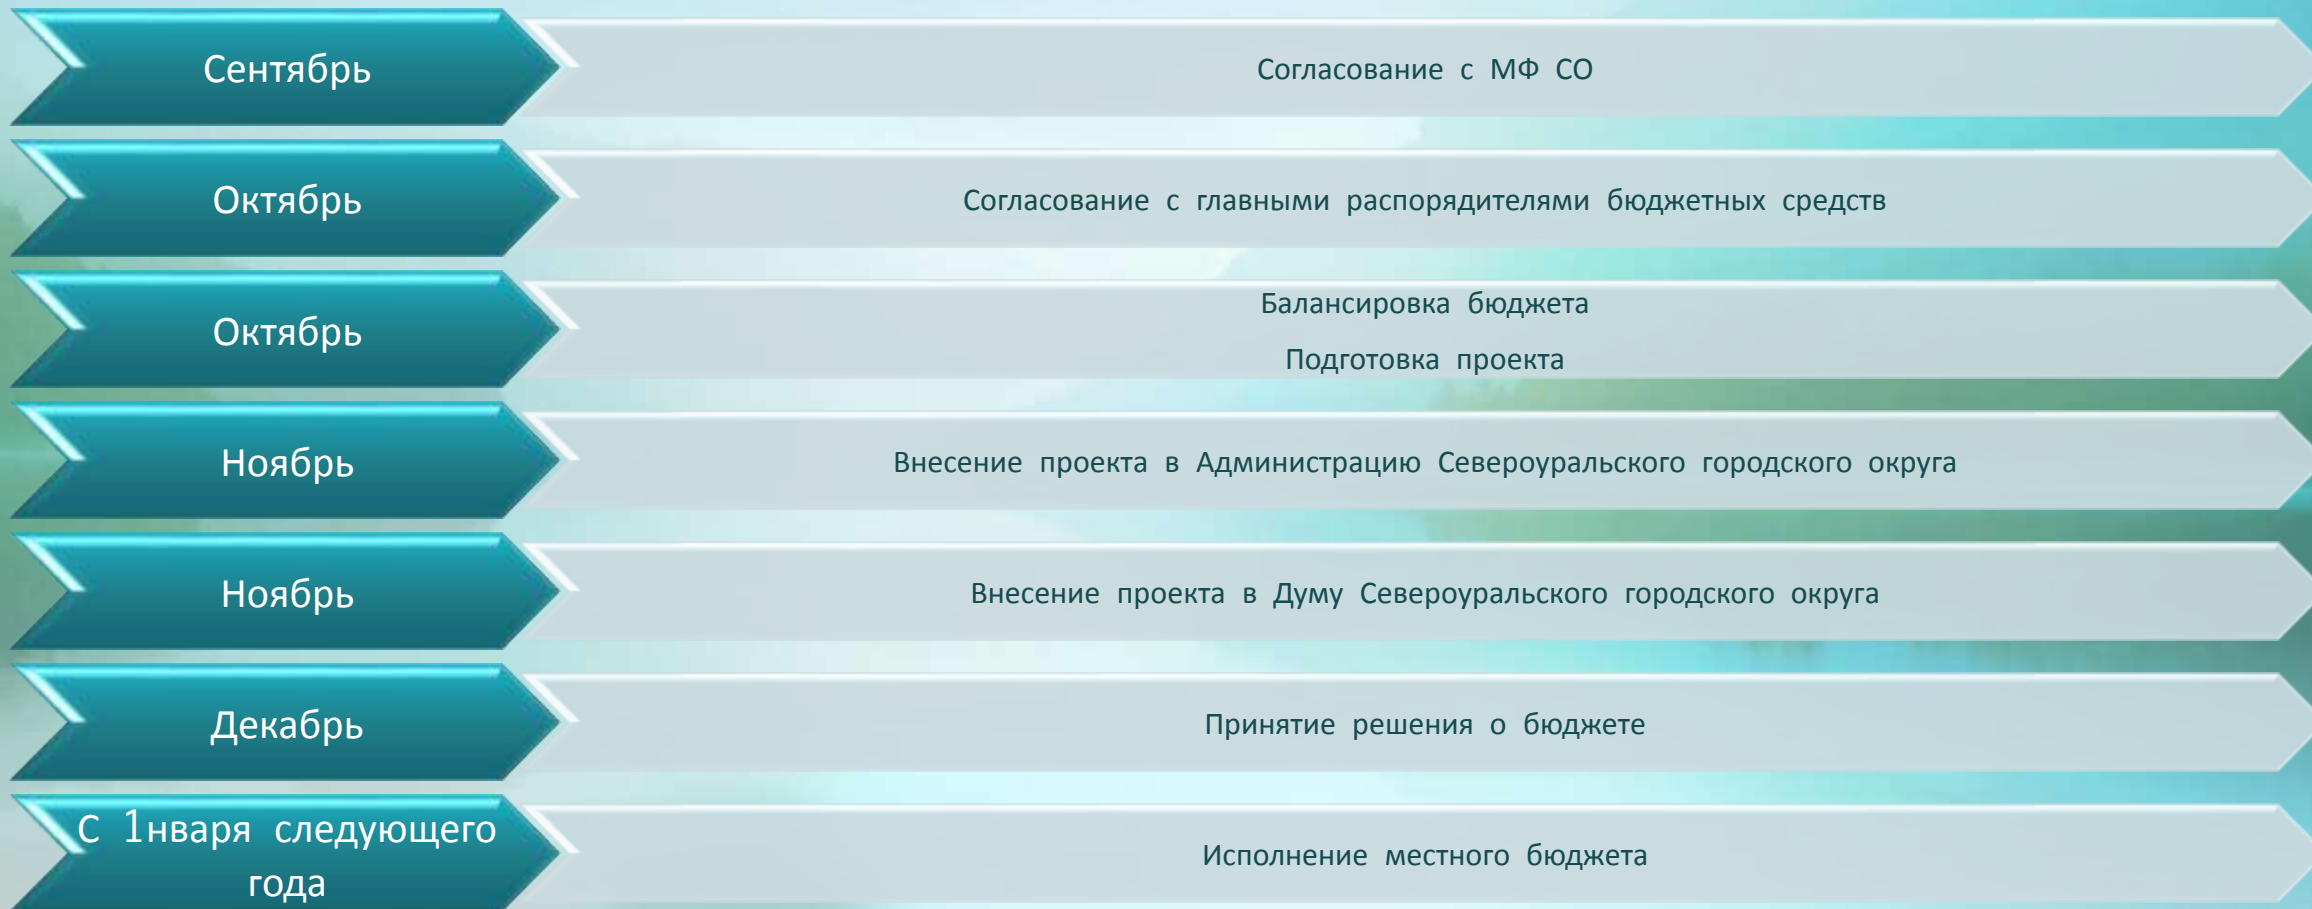 Сентябрь
Согласование с МФ СО
Октябрь
Согласование с главными распорядителями бюджетных средств
Октябрь
Балансировка бюджета
Подготовка проекта
Ноябрь
Внесение проекта в Администрацию Североуральского городского округа
Ноябрь
Внесение проекта в Думу Североуральского городского округа
Декабрь
Принятие решения о бюджете
С 1нваря следующего
года
Исполнение местного бюджета